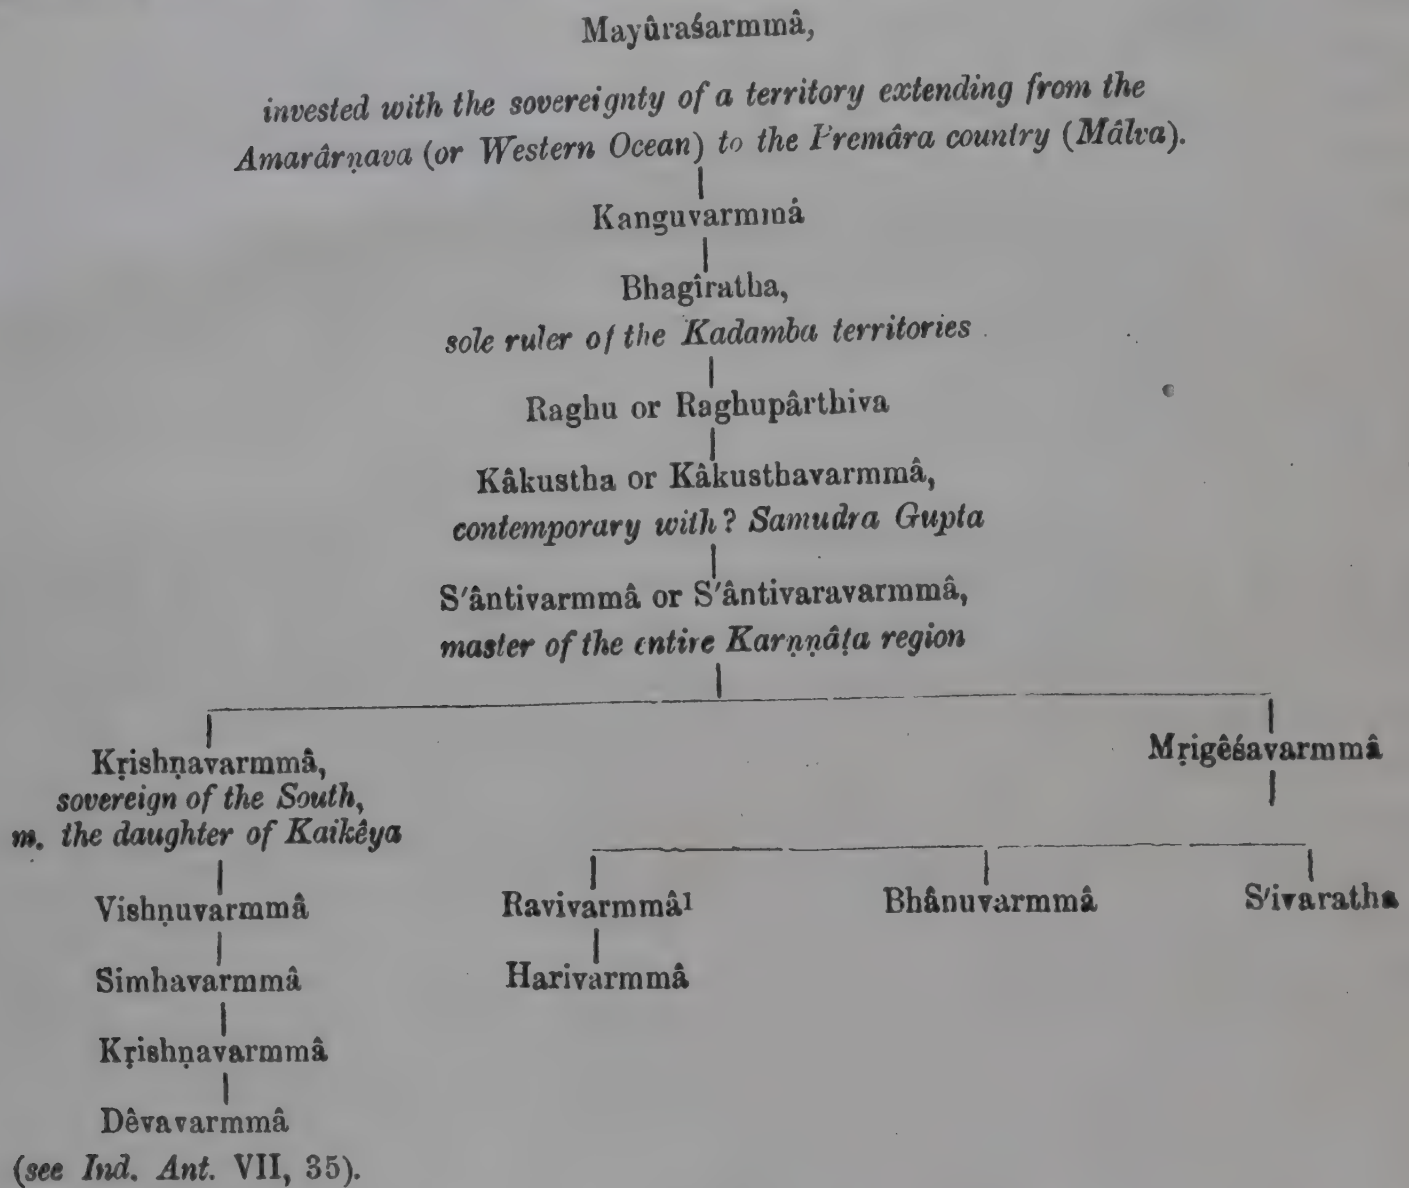 Mayûraśarmmâ,
invested with the sovereignty of a territory extending from the
Amarârṇava (or Western Ocean) to the Premâra country (Mâlva).
Kanguvarmmâ
Bhagîratha,
sole ruler of the Kadamba territories
Raghu or Raghupârthiva
Kâkustha or Kâkusthavarmmâ,
contemporary with? Samudra Gupta
S'ântivarmmâ or S'ântivaravarmmâ,
master of the entire Karṇṇâṭa region
Kṛishṇavarmmâ,
sovereign of the South,
m. the daughter of Kaikêya
Mṛigêśavarmmâ
Vishṇuvarmmâ
Ravivarmmâ¹
Bhânuvarmmâ
S'ivaratha
Simhavarmmâ
Harivarmmâ
Kṛishṇavarmmâ
Dêvavarmmâ
(see Ind. Ant. VII, 35).